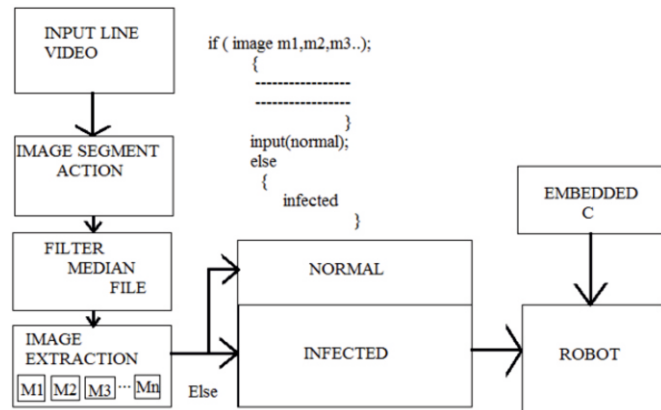 INPUT LINE
VIDEO
IMAGE SEGMENT
ACTION
FILTER
MEDIAN
FILE
IMAGE
EXTRACTION
M1 M2 M3 ... Mn
if ( image m1,m2,m3..);
{
-----------------
-----------------
}
input(normal);
else
{
infected
}
NORMAL
INFECTED
Else
EMBEDDED
C
ROBOT